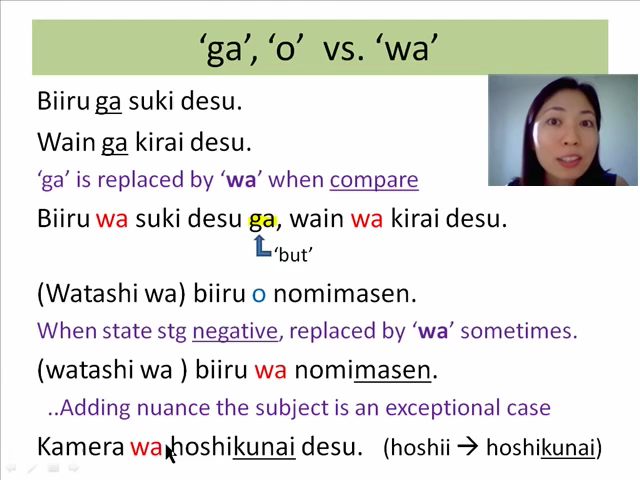 ‘ga’, ‘o’ vs. ‘wa’
Biiru ga suki desu.
Wain ga kirai desu.
‘ga’ is replaced by ‘wa’ when compare
Biiru wa suki desu ga, wain wa kirai desu.
‘but’
(Watashi wa) biiru o nomimasen.
When state stg negative, replaced by ‘wa’ sometimes.
(watashi wa ) biiru wa nomimasen.
..Adding nuance the subject is an exceptional case
Kamera wa hoshikunai desu. (hoshii → hoshikunai)